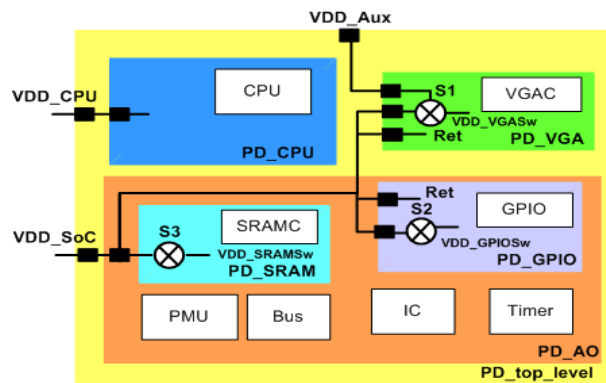 VDD_Aux
VDD_CPU
CPU
PD_CPU
S1
VGAC
VDD_VGASw
Ret
PD_VGA
VDD_SoC
S3
SRAMC
VDD_SRAMSw
PD_SRAM
Ret
S2
GPIO
VDD_GPIOSw
PD_GPIO
PMU
Bus
IC
Timer
PD_AO
PD_top_level